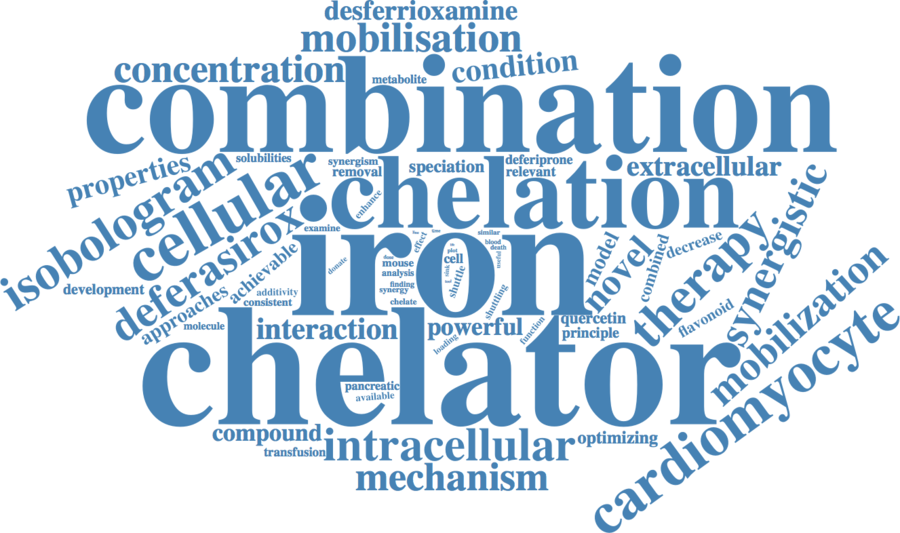 desferrioxamine
mobilisation
concentration
metabolite
condition
combination
properties
solubilities
synergism
removal
speciation
deferiprone
relevant
extracellular
isobologram
cellular
chelation
enhance
synergistic
examine
iron
similar
blood
death
effect
plot
cell
mouse
analysis
shuttle
finding
synergy
chelate
donate
shuttling
model
novel
combined
decrease
therapy
deferasirox
achievable
development
additivity
consistent
approaches
molecule
interaction
powerful
loading
function
quercetin
principle
flavonoid
mobilization
chelator
cardiomyocyte
pancreatic
available
compound
transfusion
intracellular
optimizing
mechanism